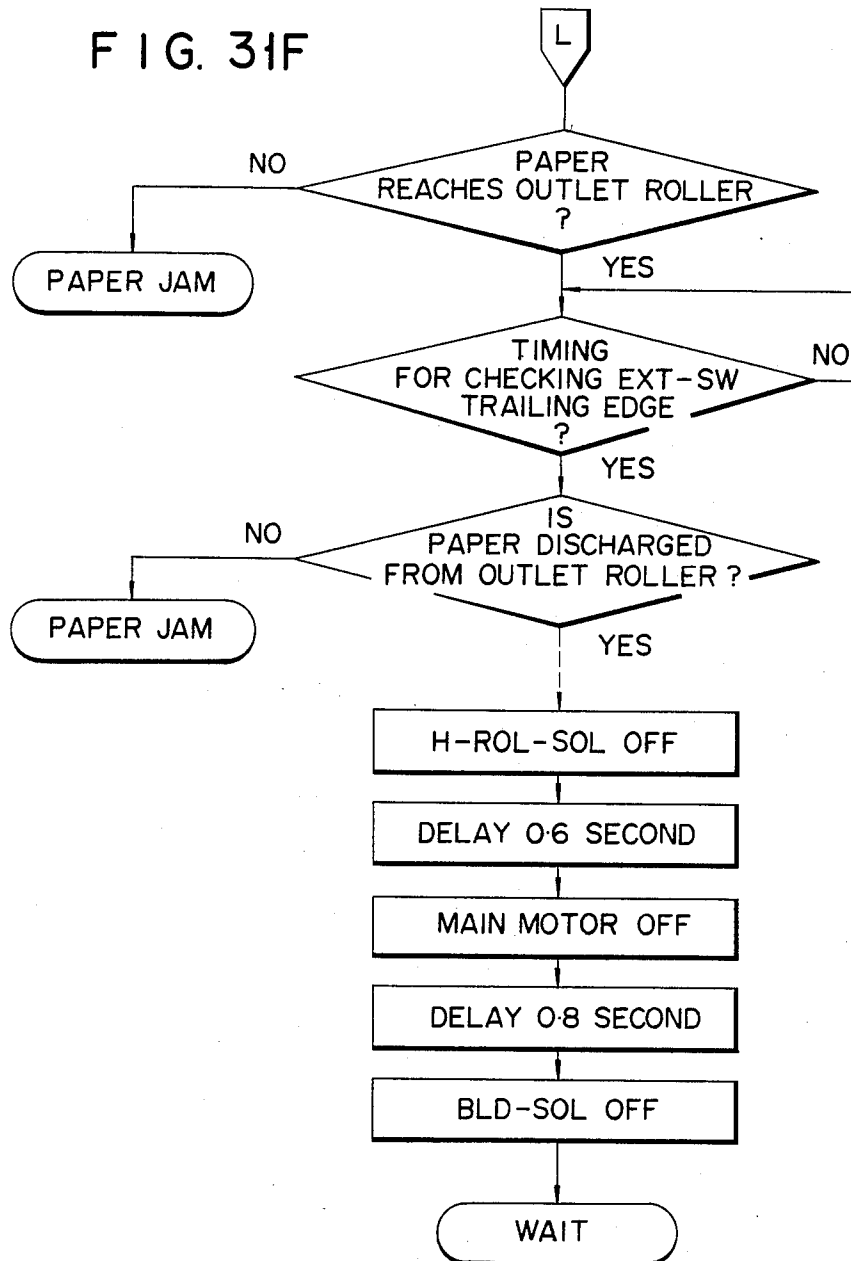 F I G. 31F
L
PAPER
REACHES OUTLET ROLLER
?
NO
YES
PAPER JAM
TIMING
FOR CHECKING EXT-SW
TRAILING EDGE
?
NO
YES
IS
PAPER DISCHARGED
FROM OUTLET ROLLER ?
NO
YES
PAPER JAM
H-ROL-SOL OFF
DELAY 0·6 SECOND
MAIN MOTOR OFF
DELAY 0·8 SECOND
BLD-SOL OFF
WAIT